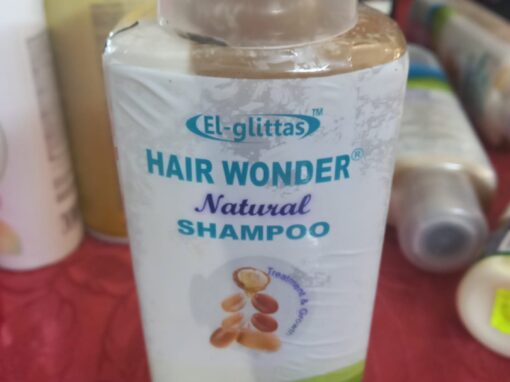 El-glittas™
HAIR WONDER®
Natural
SHAMPOO
Treatment & Growth